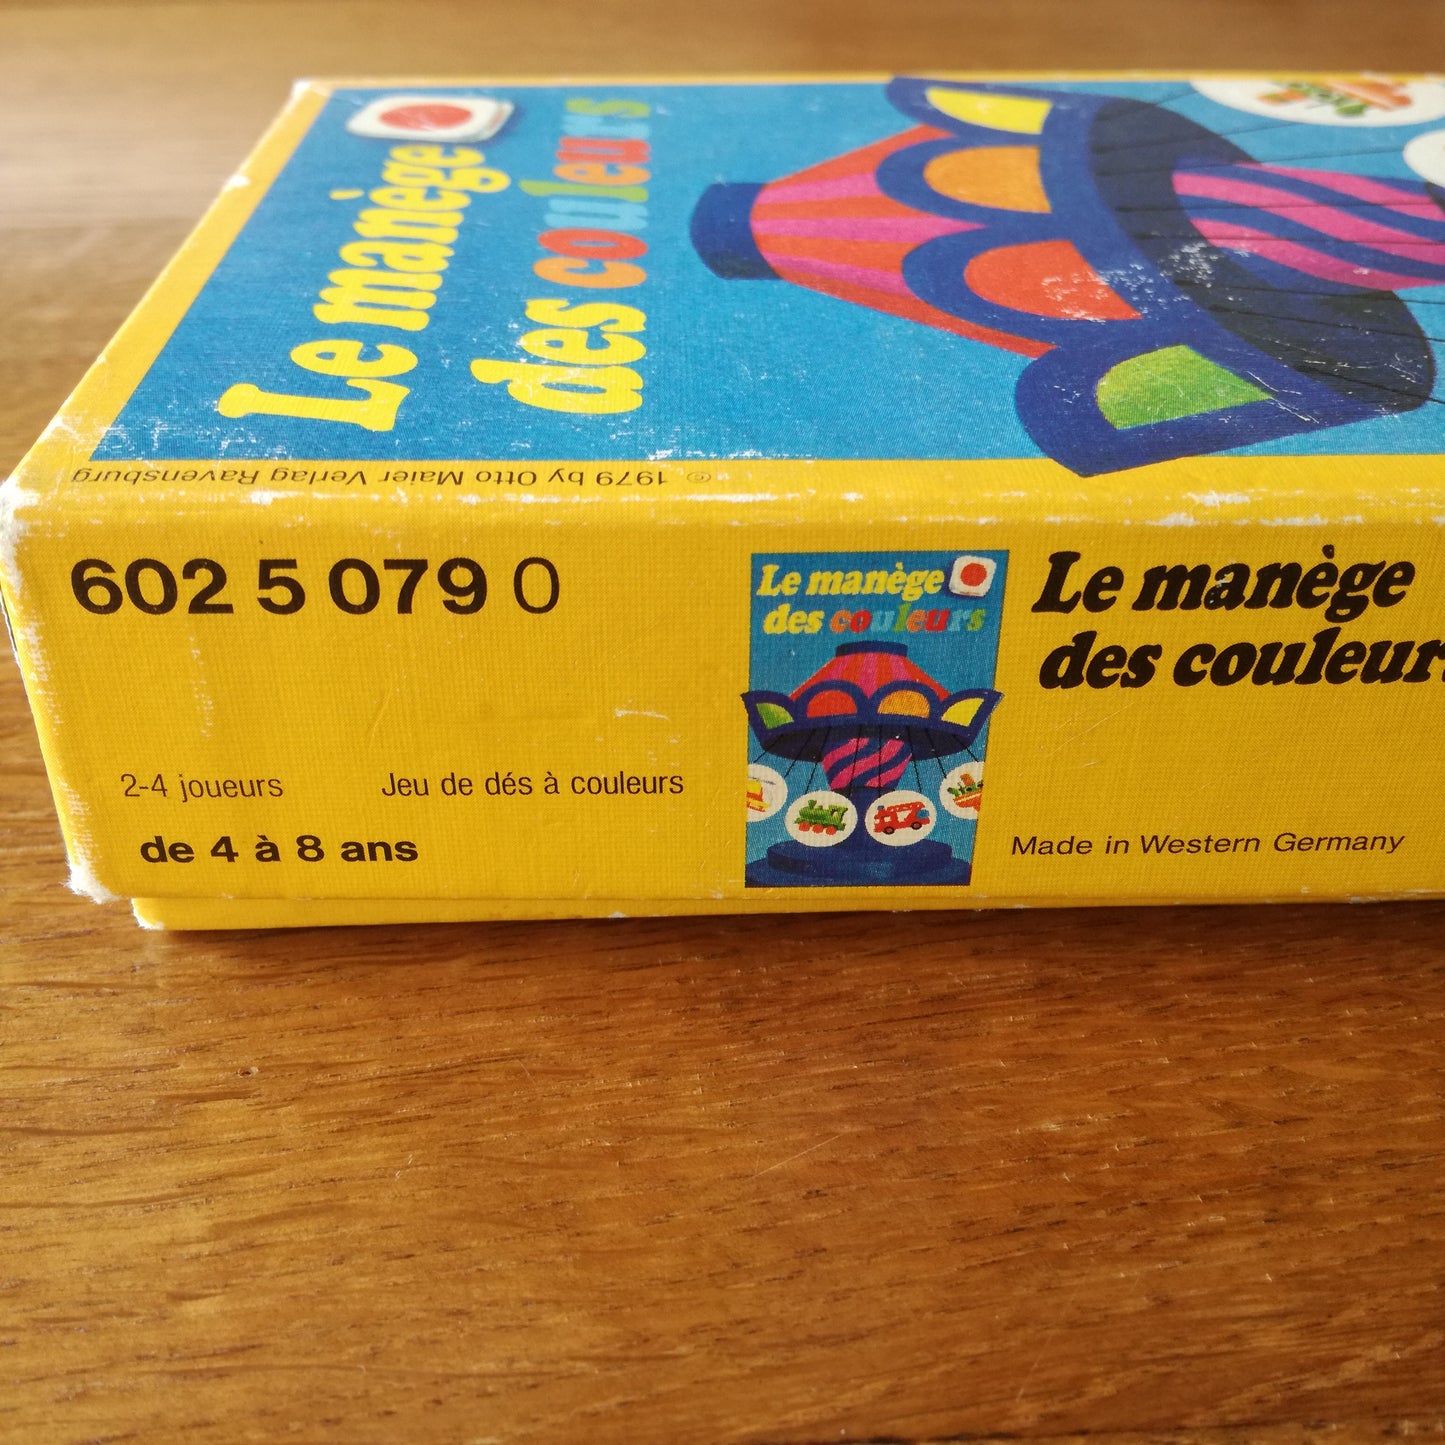 Le manège
des couleurs
© 1979 by Otto Maier Verlag Ravensburg
602 5 079 0
2-4 joueurs
Jeu de dés à couleurs
de 4 à 8 ans
Le manège
des couleurs
Le manège
des couleur
Made in Western Germany